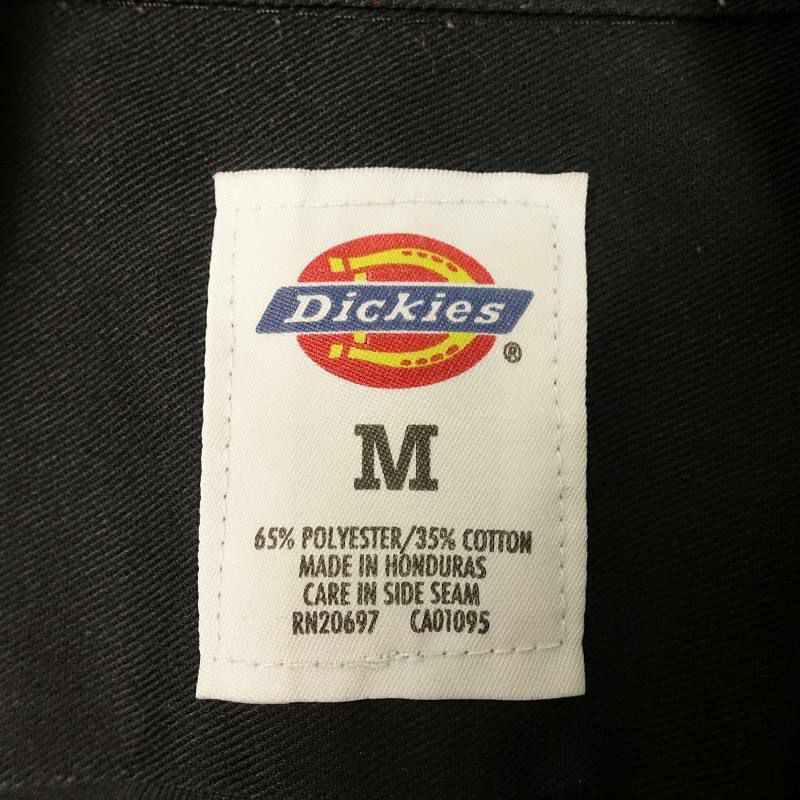 Dickies
®
M
65% POLYESTER/35% COTTON
MADE IN HONDURAS
CARE IN SIDE SEAM
RN20697 CA01095